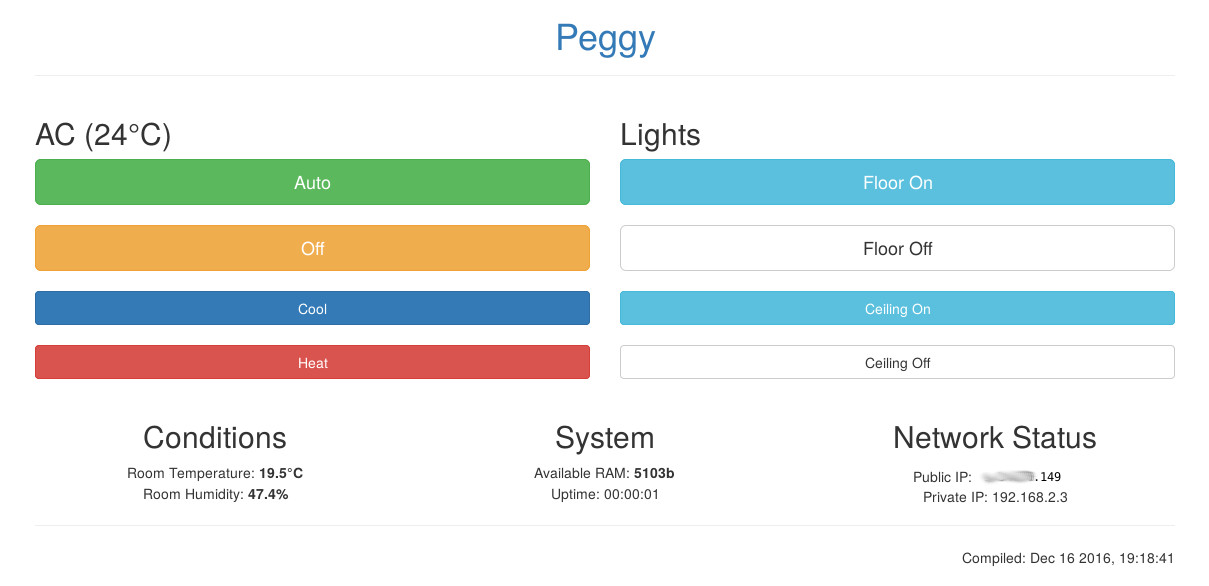 Peggy
AC (24°C)
Auto
Off
Cool
Heat
Lights
Floor On
Floor Off
Ceiling On
Ceiling Off
Conditions
Room Temperature: 19.5°C
Room Humidity: 47.4%
System
Available RAM: 5103b
Uptime: 00:00:01
Network Status
Public IP: .149
Private IP: 192.168.2.3
Compiled: Dec 16 2016, 19:18:41